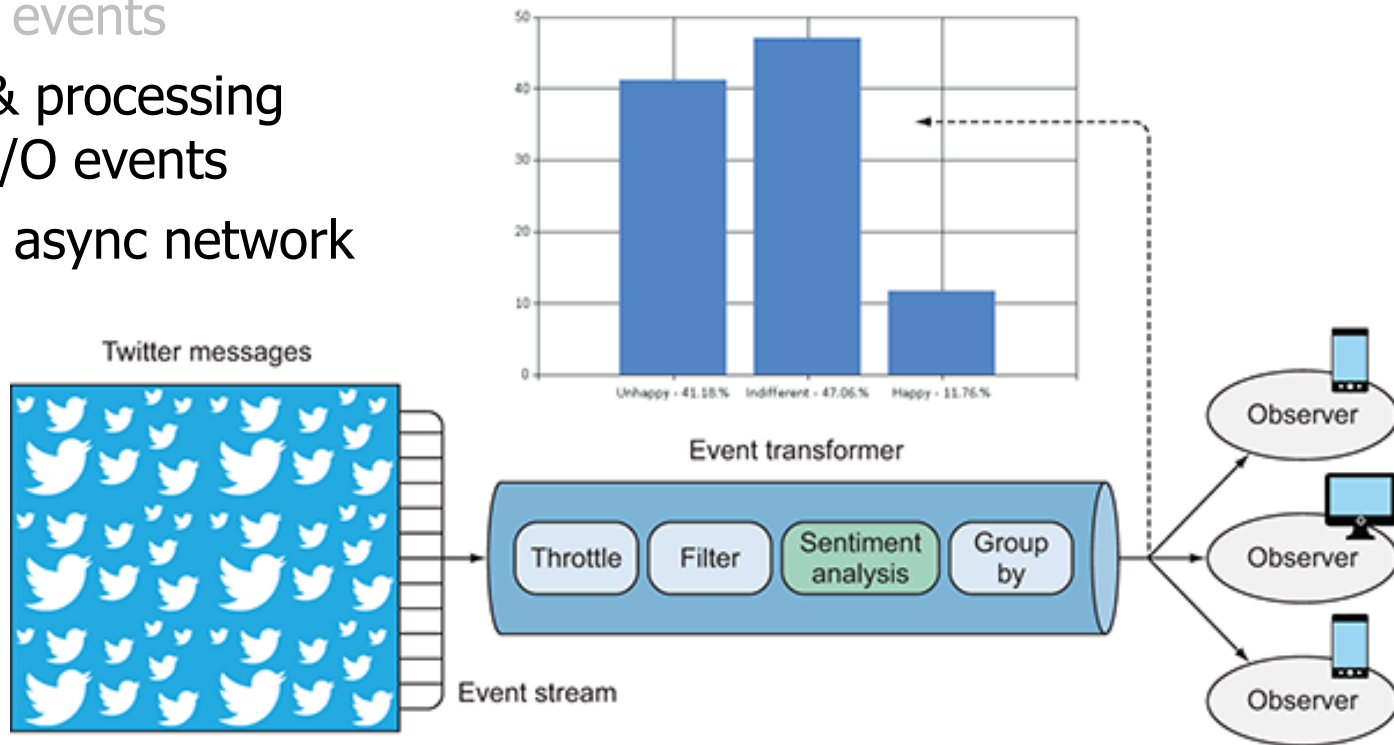 events
& processing
/O events
async network
50
40
30
20
10
0
Unhappy - 41.18.%
Indifferent - 47.06.%
Happy - 11.76.%
Twitter messages
Event transformer
Throttle
Filter
Sentiment
analysis
Group
by
Event stream
Observer
Observer
Observer